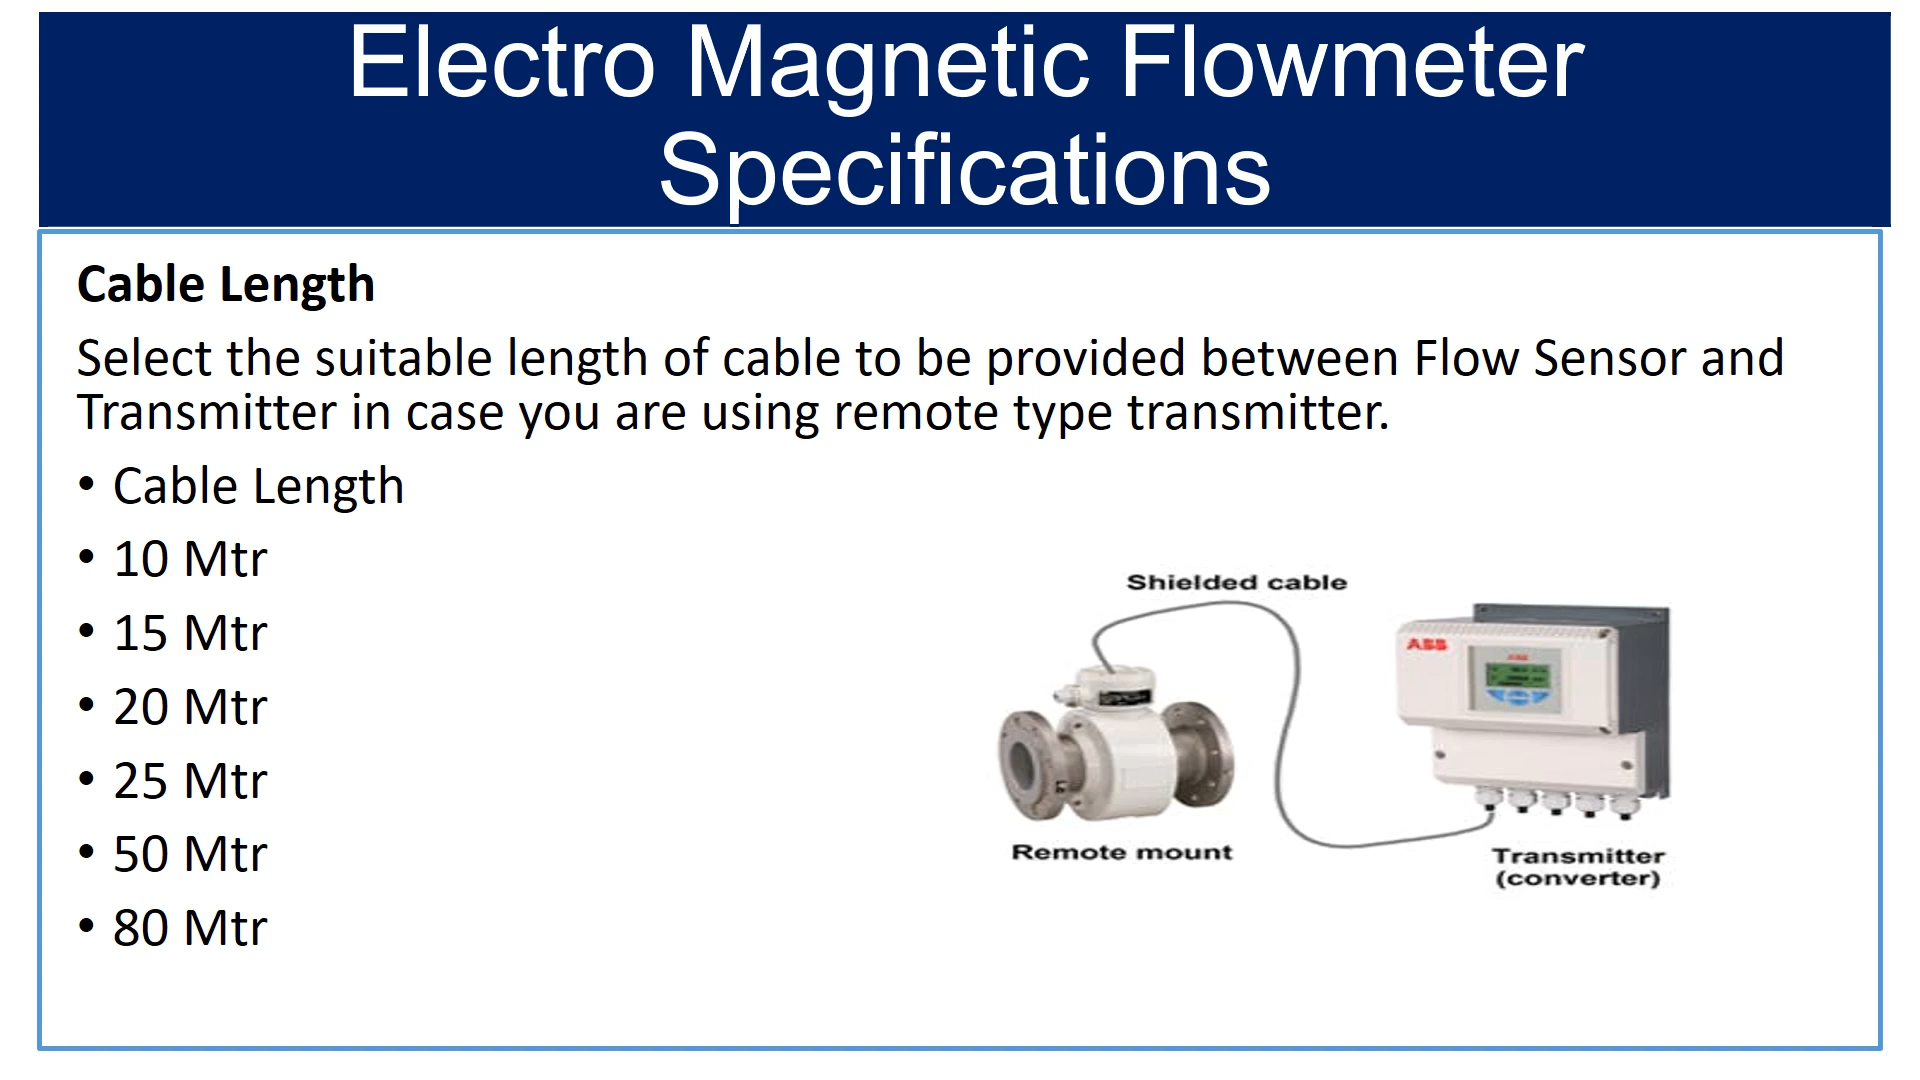 Electro Magnetic Flowmeter
Specifications
Cable Length
Select the suitable length of cable to be provided between Flow Sensor and
Transmitter in case you are using remote type transmitter.
• Cable Length
• 10 Mtr
• 15 Mtr
• 20 Mtr
• 25 Mtr
• 50 Mtr
• 80 Mtr
Shielded cable
ABB
ABB
Remote mount
Transmitter
(converter)